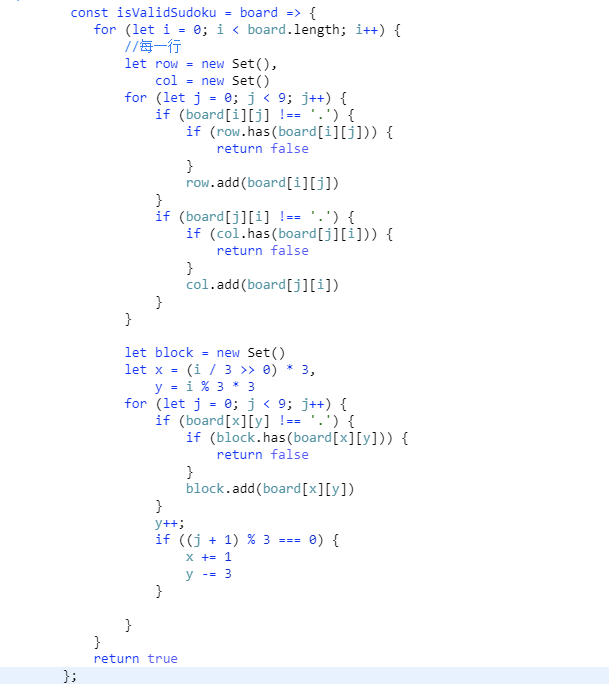 const isValidSudoku = board => {
for (let i = 0; i < board.length; i++) {
//每一行
let row = new Set(),
col = new Set()
for (let j = 0; j < 9; j++) {
if (board[i][j] !== '.') {
if (row.has(board[i][j])) {
return false
}
row.add(board[i][j])
}
if (board[j][i] !== '.') {
if (col.has(board[j][i])) {
return false
}
col.add(board[j][i])
}
}
let block = new Set()
let x = (i / 3 >> 0) * 3,
y = i % 3 * 3
for (let j = 0; j < 9; j++) {
if (board[x][y] !== '.') {
if (block.has(board[x][y])) {
return false
}
block.add(board[x][y])
}
y++;
if ((j + 1) % 3 === 0) {
x += 1
y -= 3
}
}
}
return true
};